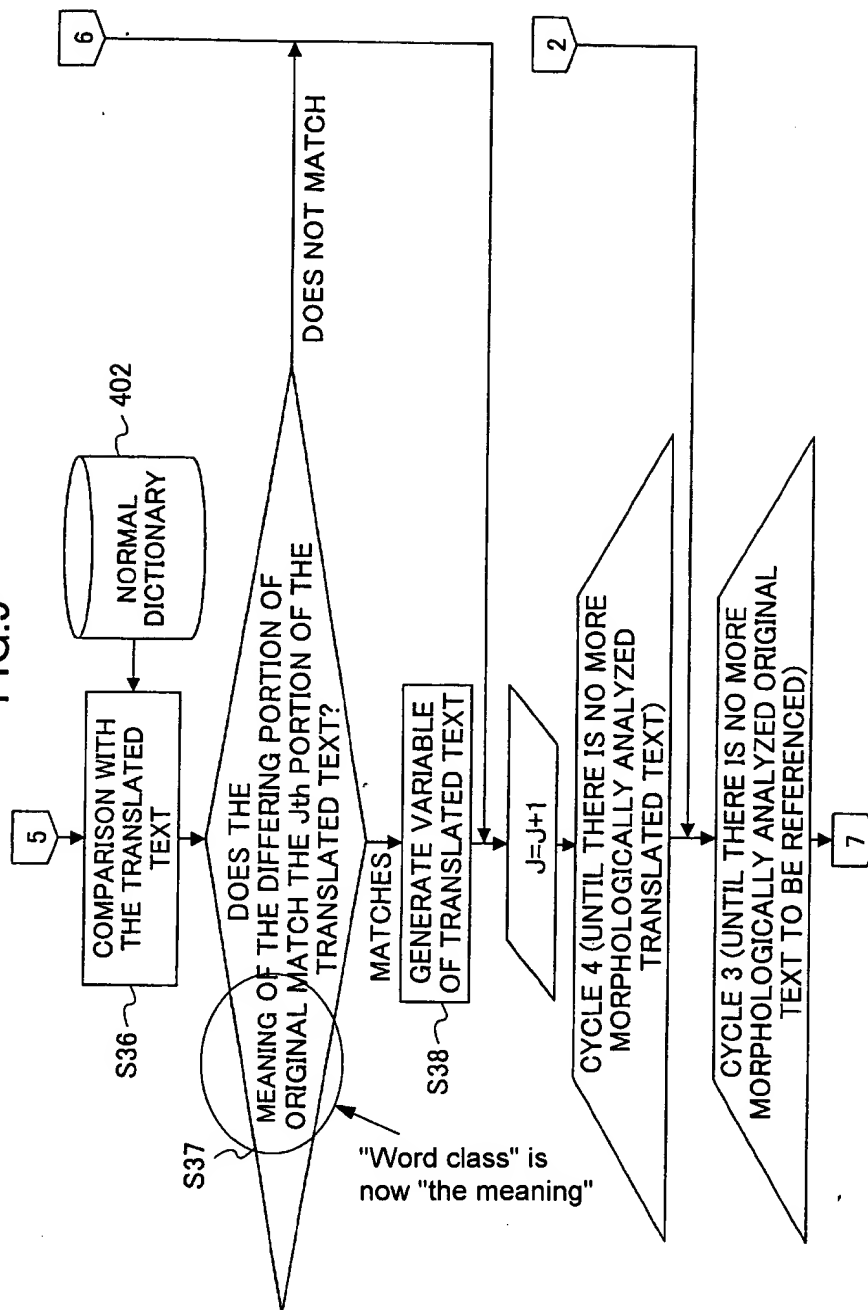 FIG.9
5
6
COMPARISON WITH
THE TRANSLATED
TEXT
S36
NORMAL
DICTIONARY
402
DOES THE
MEANING OF THE DIFFERING PORTION OF
ORIGINAL MATCH THE Jth PORTION OF THE
TRANSLATED TEXT?
S37
DOES NOT MATCH
MATCHES
"Word class" is
now "the meaning"
GENERATE VARIABLE
OF TRANSLATED TEXT
S38
J=J+1
CYCLE 4 (UNTIL THERE IS NO MORE
MORPHOLOGICALLY ANALYZED
TRANSLATED TEXT)
2
CYCLE 3 (UNTIL THERE IS NO MORE
MORPHOLOGICALLY ANALYZED ORIGINAL
TEXT TO BE REFERENCED)
7